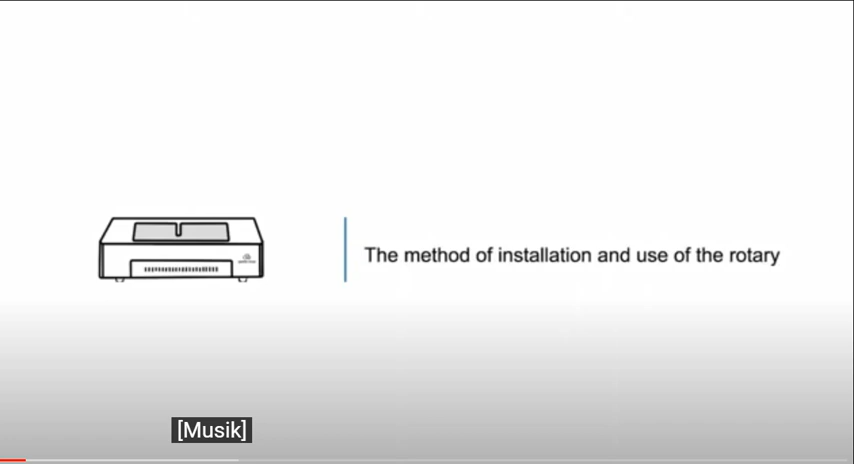 The method of installation and use of the rotary
[Musik]